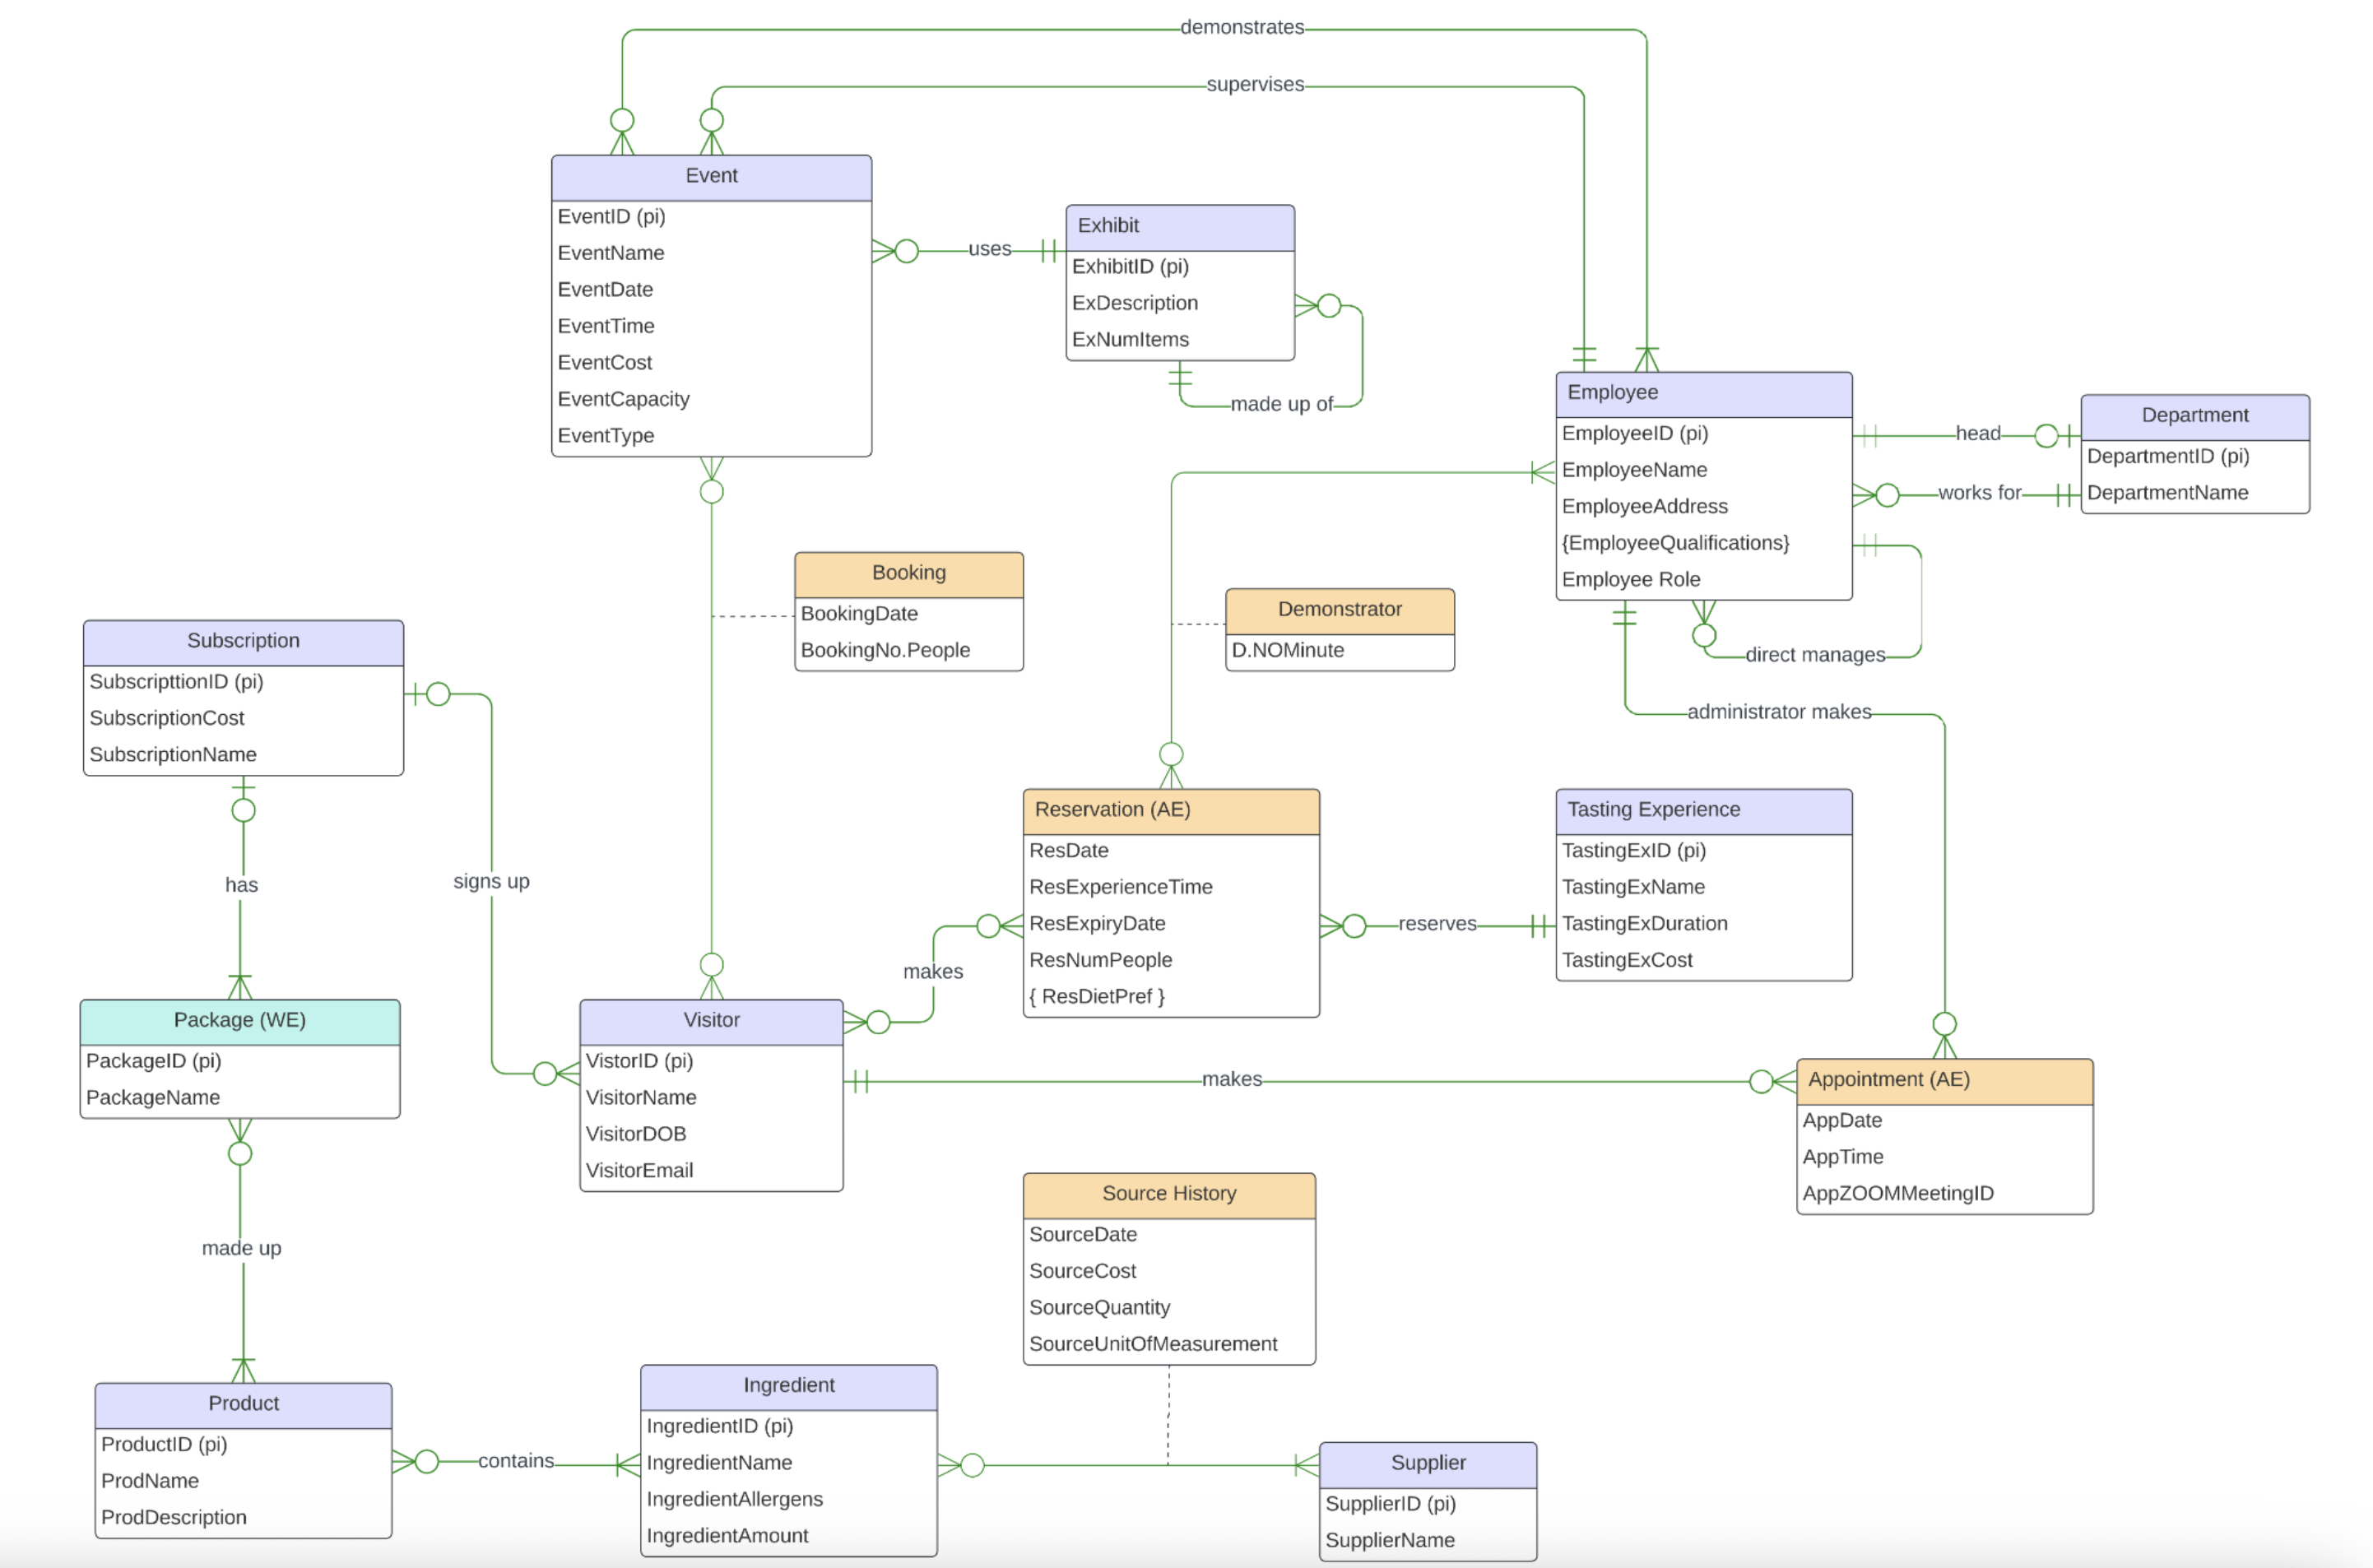 demonstrates
supervises
Event
EventID (pi)
EventName
EventDate
EventTime
EventCost
EventCapacity
EventType
uses
Exhibit
ExhibitID (pi)
ExDescription
ExNumItems
made up of
Employee
EmployeeID (pi)
EmployeeName
EmployeeAddress
{EmployeeQualifications}
Employee Role
head
works for
Department
DepartmentID (pi)
DepartmentName
direct manages
administrator makes
Booking
BookingDate
BookingNo.People
Demonstrator
D.NOMinute
Subscription
SubscripttionID (pi)
SubscriptionCost
SubscriptionName
has
signs up
Reservation (AE)
ResDate
ResExperienceTime
ResExpiryDate
ResNumPeople
{ ResDietPref }
reserves
Tasting Experience
TastingExID (pi)
TastingExName
TastingExDuration
TastingExCost
makes
Package (WE)
PackageID (pi)
PackageName
Visitor
VistorID (pi)
VisitorName
VisitorDOB
VisitorEmail
makes
Appointment (AE)
AppDate
AppTime
AppZOOMMeetingID
made up
Source History
SourceDate
SourceCost
SourceQuantity
SourceUnitOfMeasurement
Product
ProductID (pi)
ProdName
ProdDescription
contains
Ingredient
IngredientID (pi)
IngredientName
IngredientAllergens
IngredientAmount
Supplier
SupplierID (pi)
SupplierName